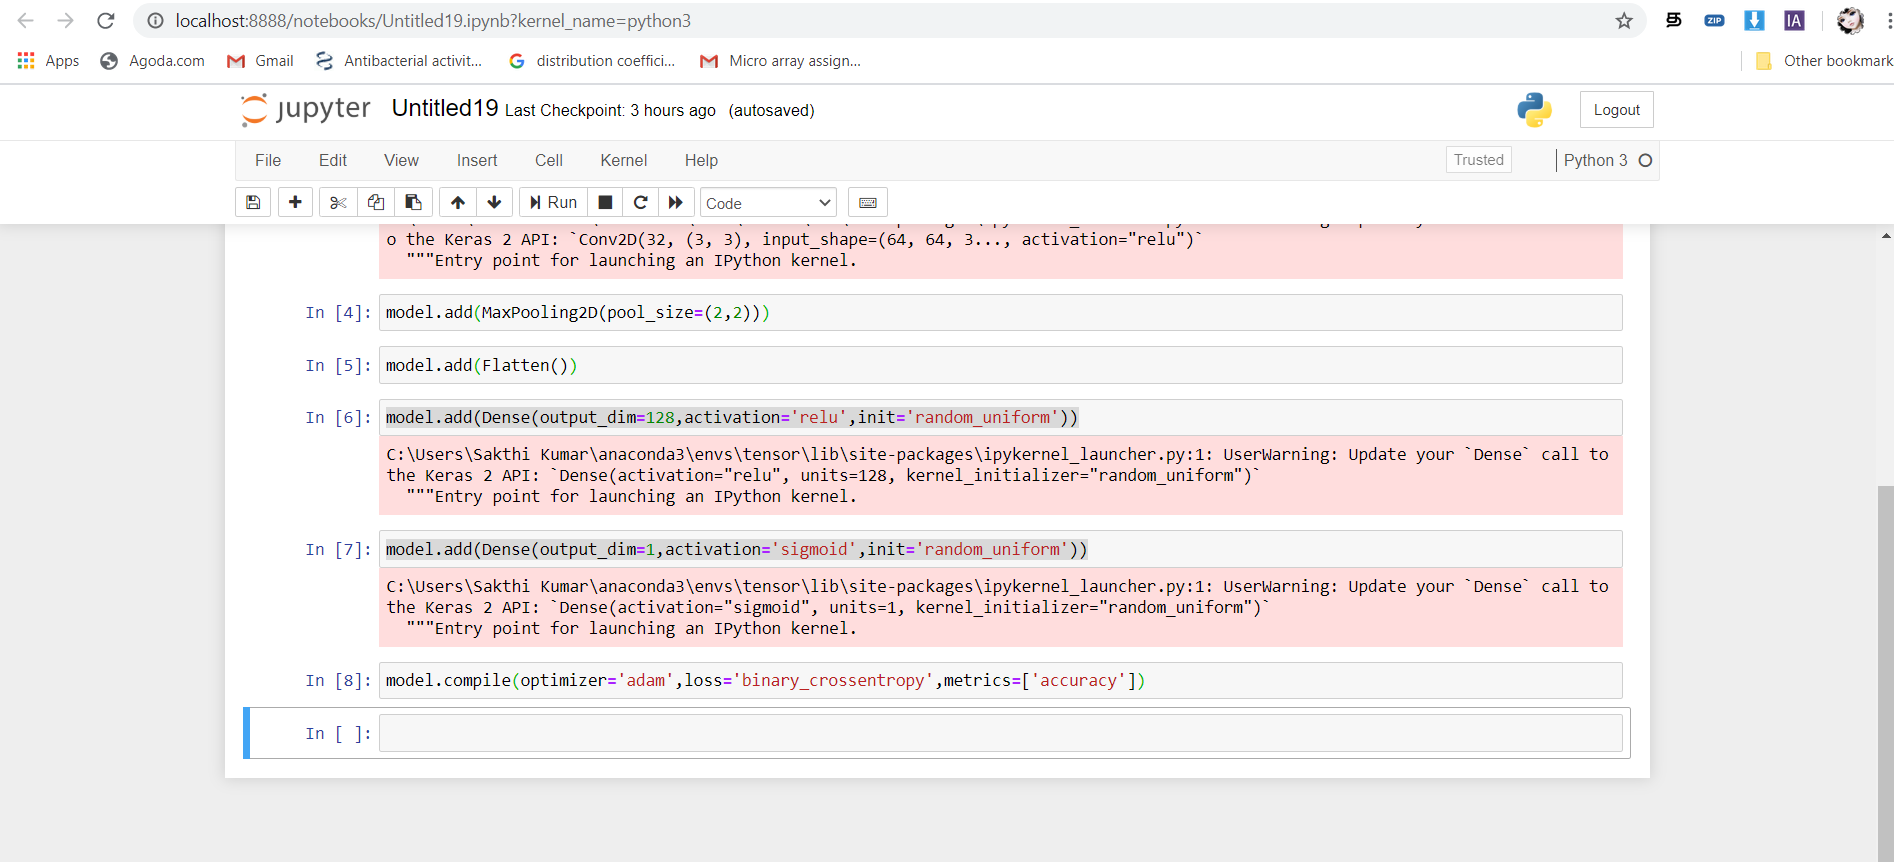 localhost:8888/notebooks/Untitled19.ipynb?kernel_name=python3
ZIP
IA
Apps
Agoda.com
Gmail
Antibacterial activit...
distribution coeffici...
Micro array assign...
Other bookmark
jupyter Untitled19 Last Checkpoint: 3 hours ago (autosaved)
Logout
File Edit View Insert Cell Kernel Help
Trusted
Python 3
Run
Code
o the Keras 2 API: `Conv2D(32, (3, 3), input_shape=(64, 64, 3..., activation="relu")`
"""Entry point for launching an IPython kernel.
In [4]: model.add(MaxPooling2D(pool_size=(2,2)))
In [5]: model.add(Flatten())
In [6]: model.add(Dense(output_dim=128,activation='relu',init='random_uniform'))
C:\Users\Sakthi Kumar\anaconda3\envs\tensor\lib\site-packages\ipykernel_launcher.py:1: UserWarning: Update your `Dense` call to
the Keras 2 API: `Dense(activation="relu", units=128, kernel_initializer="random_uniform")`
"""Entry point for launching an IPython kernel.
In [7]: model.add(Dense(output_dim=1,activation='sigmoid',init='random_uniform'))
C:\Users\Sakthi Kumar\anaconda3\envs\tensor\lib\site-packages\ipykernel_launcher.py:1: UserWarning: Update your `Dense` call to
the Keras 2 API: `Dense(activation="sigmoid", units=1, kernel_initializer="random_uniform")`
"""Entry point for launching an IPython kernel.
In [8]: model.compile(optimizer='adam',loss='binary_crossentropy',metrics=['accuracy'])
In [ ]: